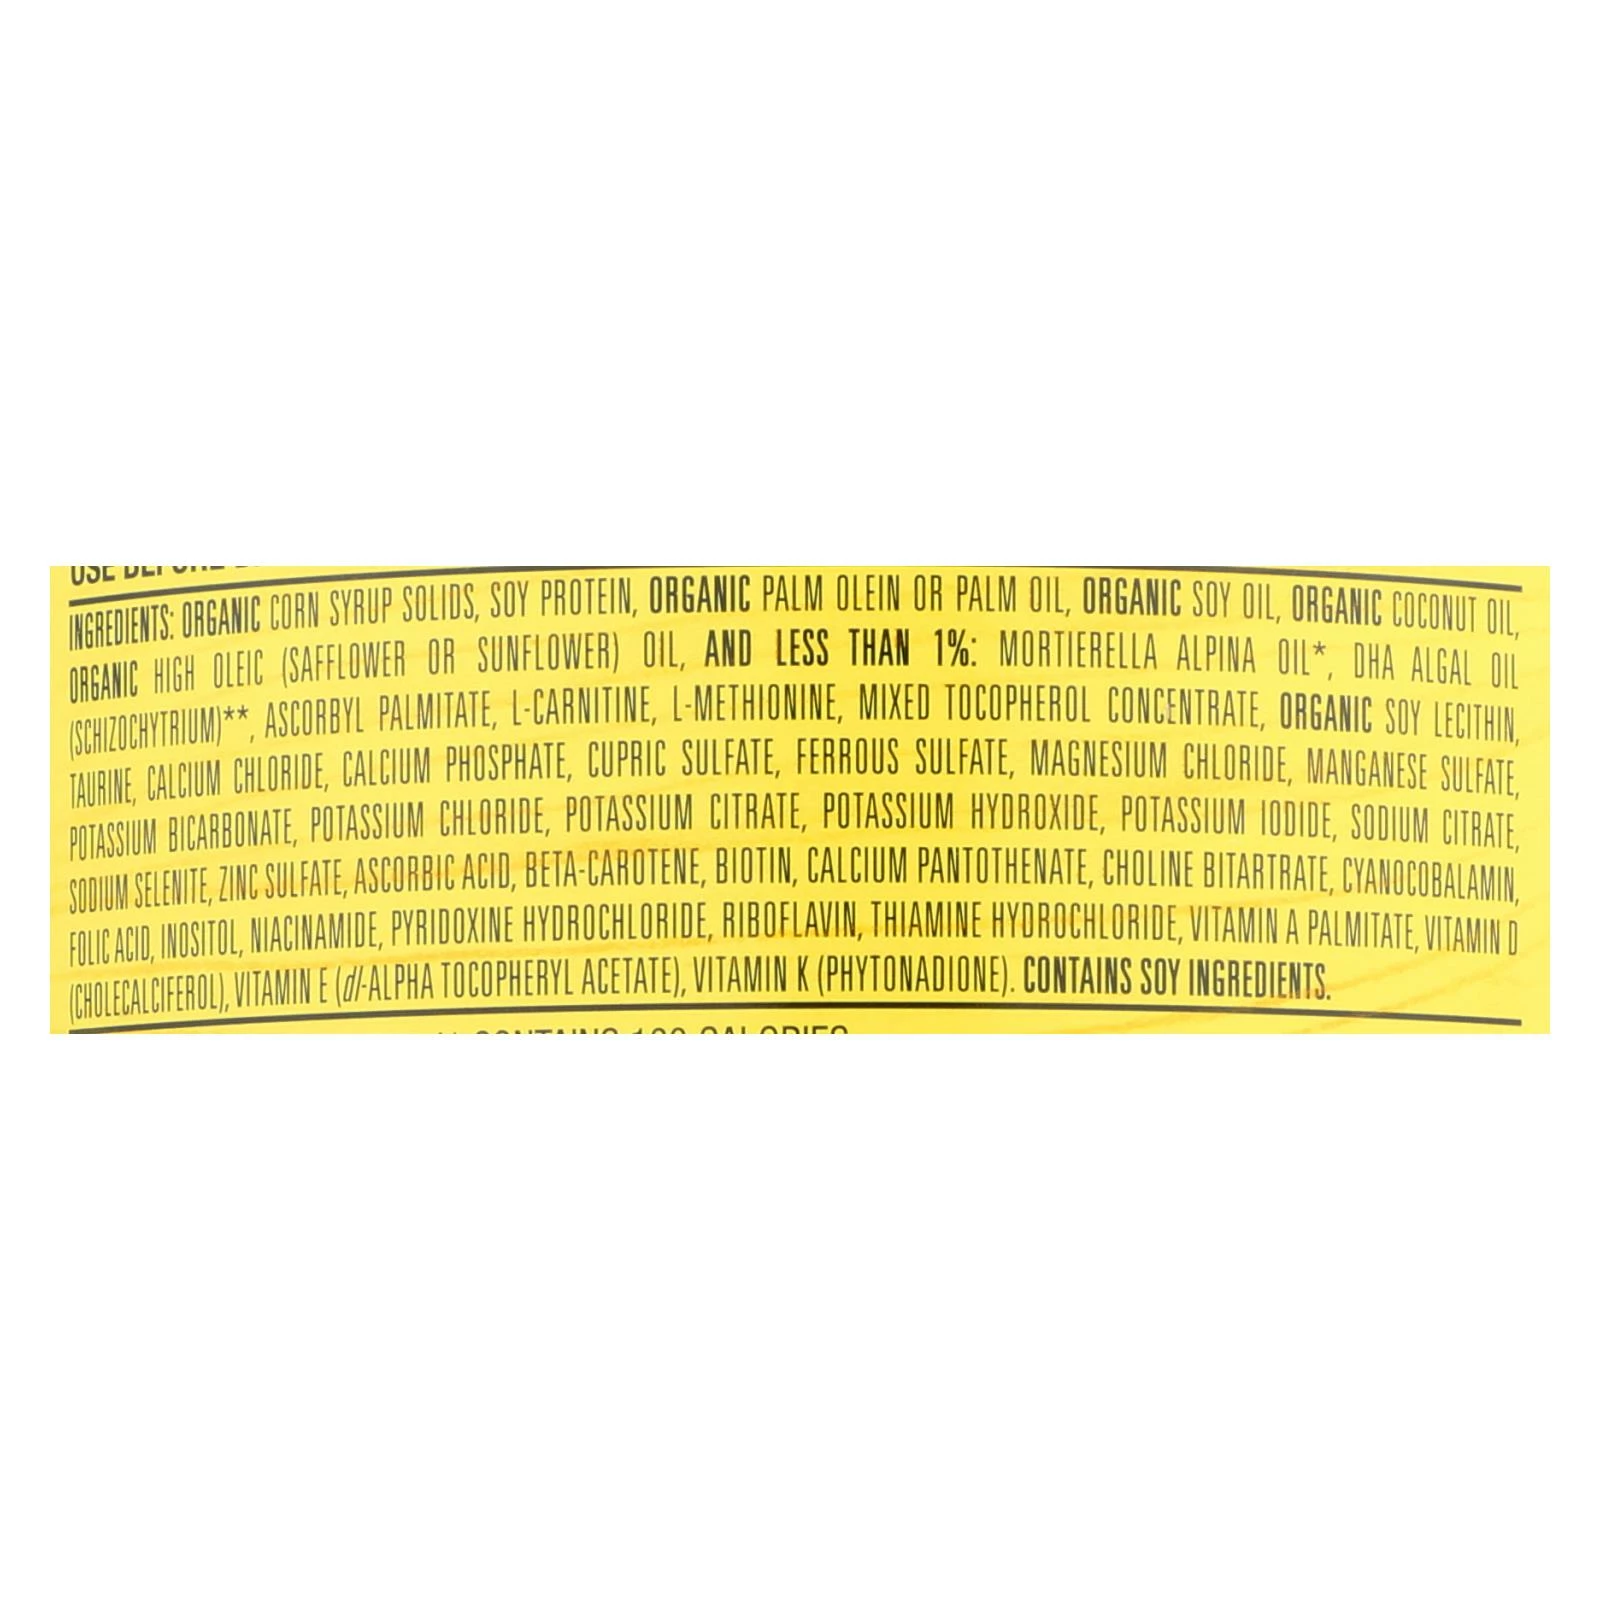 USE BEFORE
INGREDIENTS: ORGANIC CORN SYRUP SOLIDS, SOY PROTEIN, ORGANIC PALM OLEIN OR PALM OIL, ORGANIC SOY OIL, ORGANIC COCONUT OIL,
ORGANIC HIGH OLEIC (SAFFLOWER OR SUNFLOWER) OIL, AND LESS THAN 1%: MORTIERELLA ALPINA OIL*, DHA ALGAL OIL
(SCHIZOCHYTRIUM)**, ASCORBYL PALMITATE, L-CARNITINE, L-METHIONINE, MIXED TOCOPHEROL CONCENTRATE, ORGANIC SOY LECITHIN,
TAURINE, CALCIUM CHLORIDE, CALCIUM PHOSPHATE, CUPRIC SULFATE, FERROUS SULFATE, MAGNESIUM CHLORIDE, MANGANESE SULFATE,
POTASSIUM BICARBONATE, POTASSIUM CHLORIDE, POTASSIUM CITRATE, POTASSIUM HYDROXIDE, POTASSIUM IODIDE, SODIUM CITRATE,
SODIUM SELENITE, ZINC SULFATE, ASCORBIC ACID, BETA-CAROTENE, BIOTIN, CALCIUM PANTOTHENATE, CHOLINE BITARTRATE, CYANOCOBALAMIN,
FOLIC ACID, INOSITOL, NIACINAMIDE, PYRIDOXINE HYDROCHLORIDE, RIBOFLAVIN, THIAMINE HYDROCHLORIDE, VITAMIN A PALMITATE, VITAMIN D
(CHOLECALCIFEROL), VITAMIN E (dl-ALPHA TOCOPHERYL ACETATE), VITAMIN K (PHYTONADIONE). CONTAINS SOY INGREDIENTS.
CONTAINS 100 CALORIES